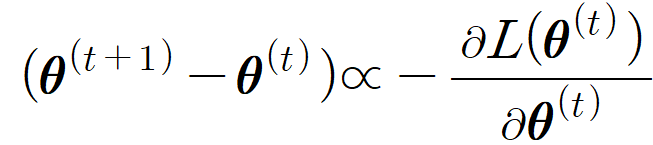 (𝜽^(t+1) − 𝜽^(t)) ∝ − ∂L(𝜽^(t)) / ∂𝜽^(t)